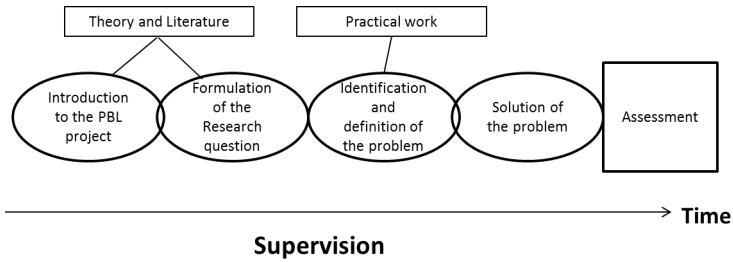 Theory and Literature
Practical work
Introduction
to the PBL
project
Formulation
of the
Research
question
Identification
and
definition of
the problem
Solution of
the problem
Assessment
Time
Supervision